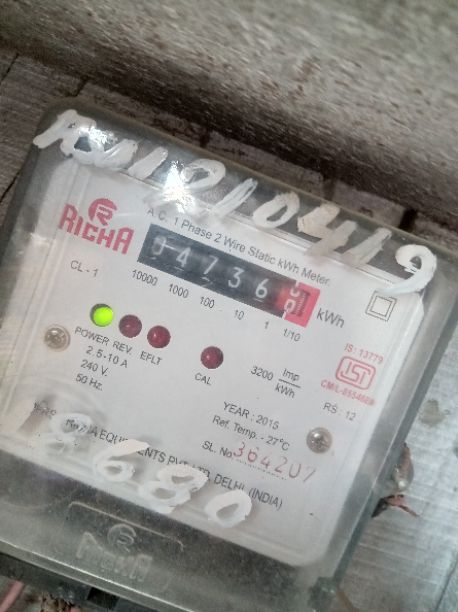 RICHA
A.C. 1 Phase 2 Wire Static kWh Meter
04736
kWh
CL - 1
10000 1000 100 10 1 1/10
POWER REV. EFLT
CAL
2.5-10 A
240 V.
50 Hz.
3200 Imp/kWh
IS: 13779
ISI
RS: 12
YEAR : 2015
Ref. Temp. - 27°C
SL. No. 364207
DELHI (INDIA)
18680
RICHA